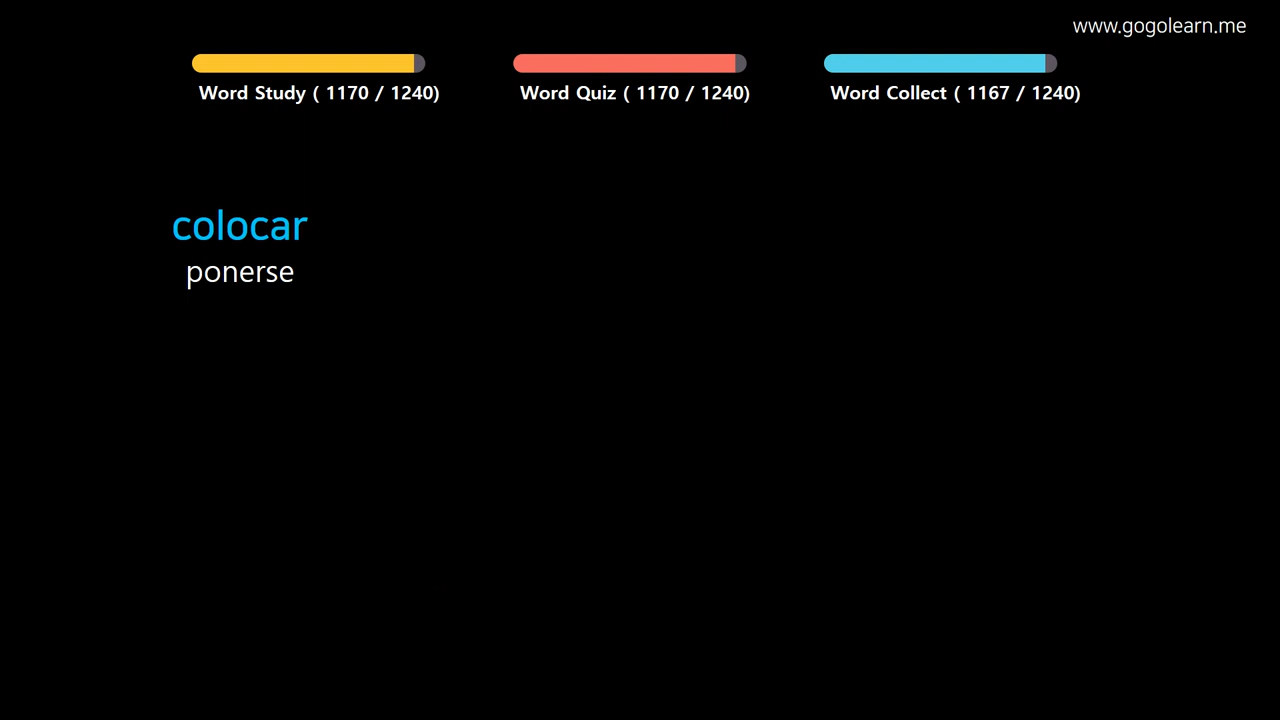 www.gogolearn.me
Word Study ( 1170 / 1240)
Word Quiz ( 1170 / 1240)
Word Collect ( 1167 / 1240)
colocar
ponerse